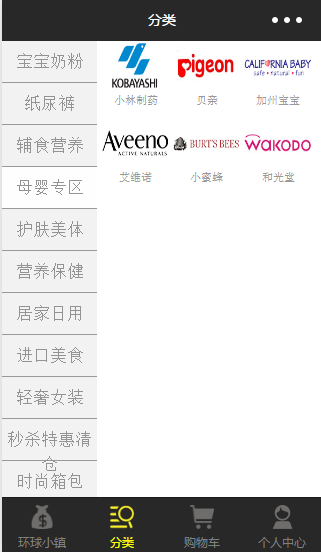 分类
宝宝奶粉
纸尿裤
辅食营养
母婴专区
护肤美体
营养保健
居家日用
进口美食
轻奢女装
秒杀特惠清
仓
时尚箱包
KOBAYASHI
小林制药
Pigeon
贝亲
CALIFORNIA BABY
safe • natural • fun
加州宝宝
Aveeno
ACTIVE NATURALS
艾维诺
BURT'S BEES
小蜜蜂
WAKODO
和光堂
环球小镇
分类
购物车
个人中心